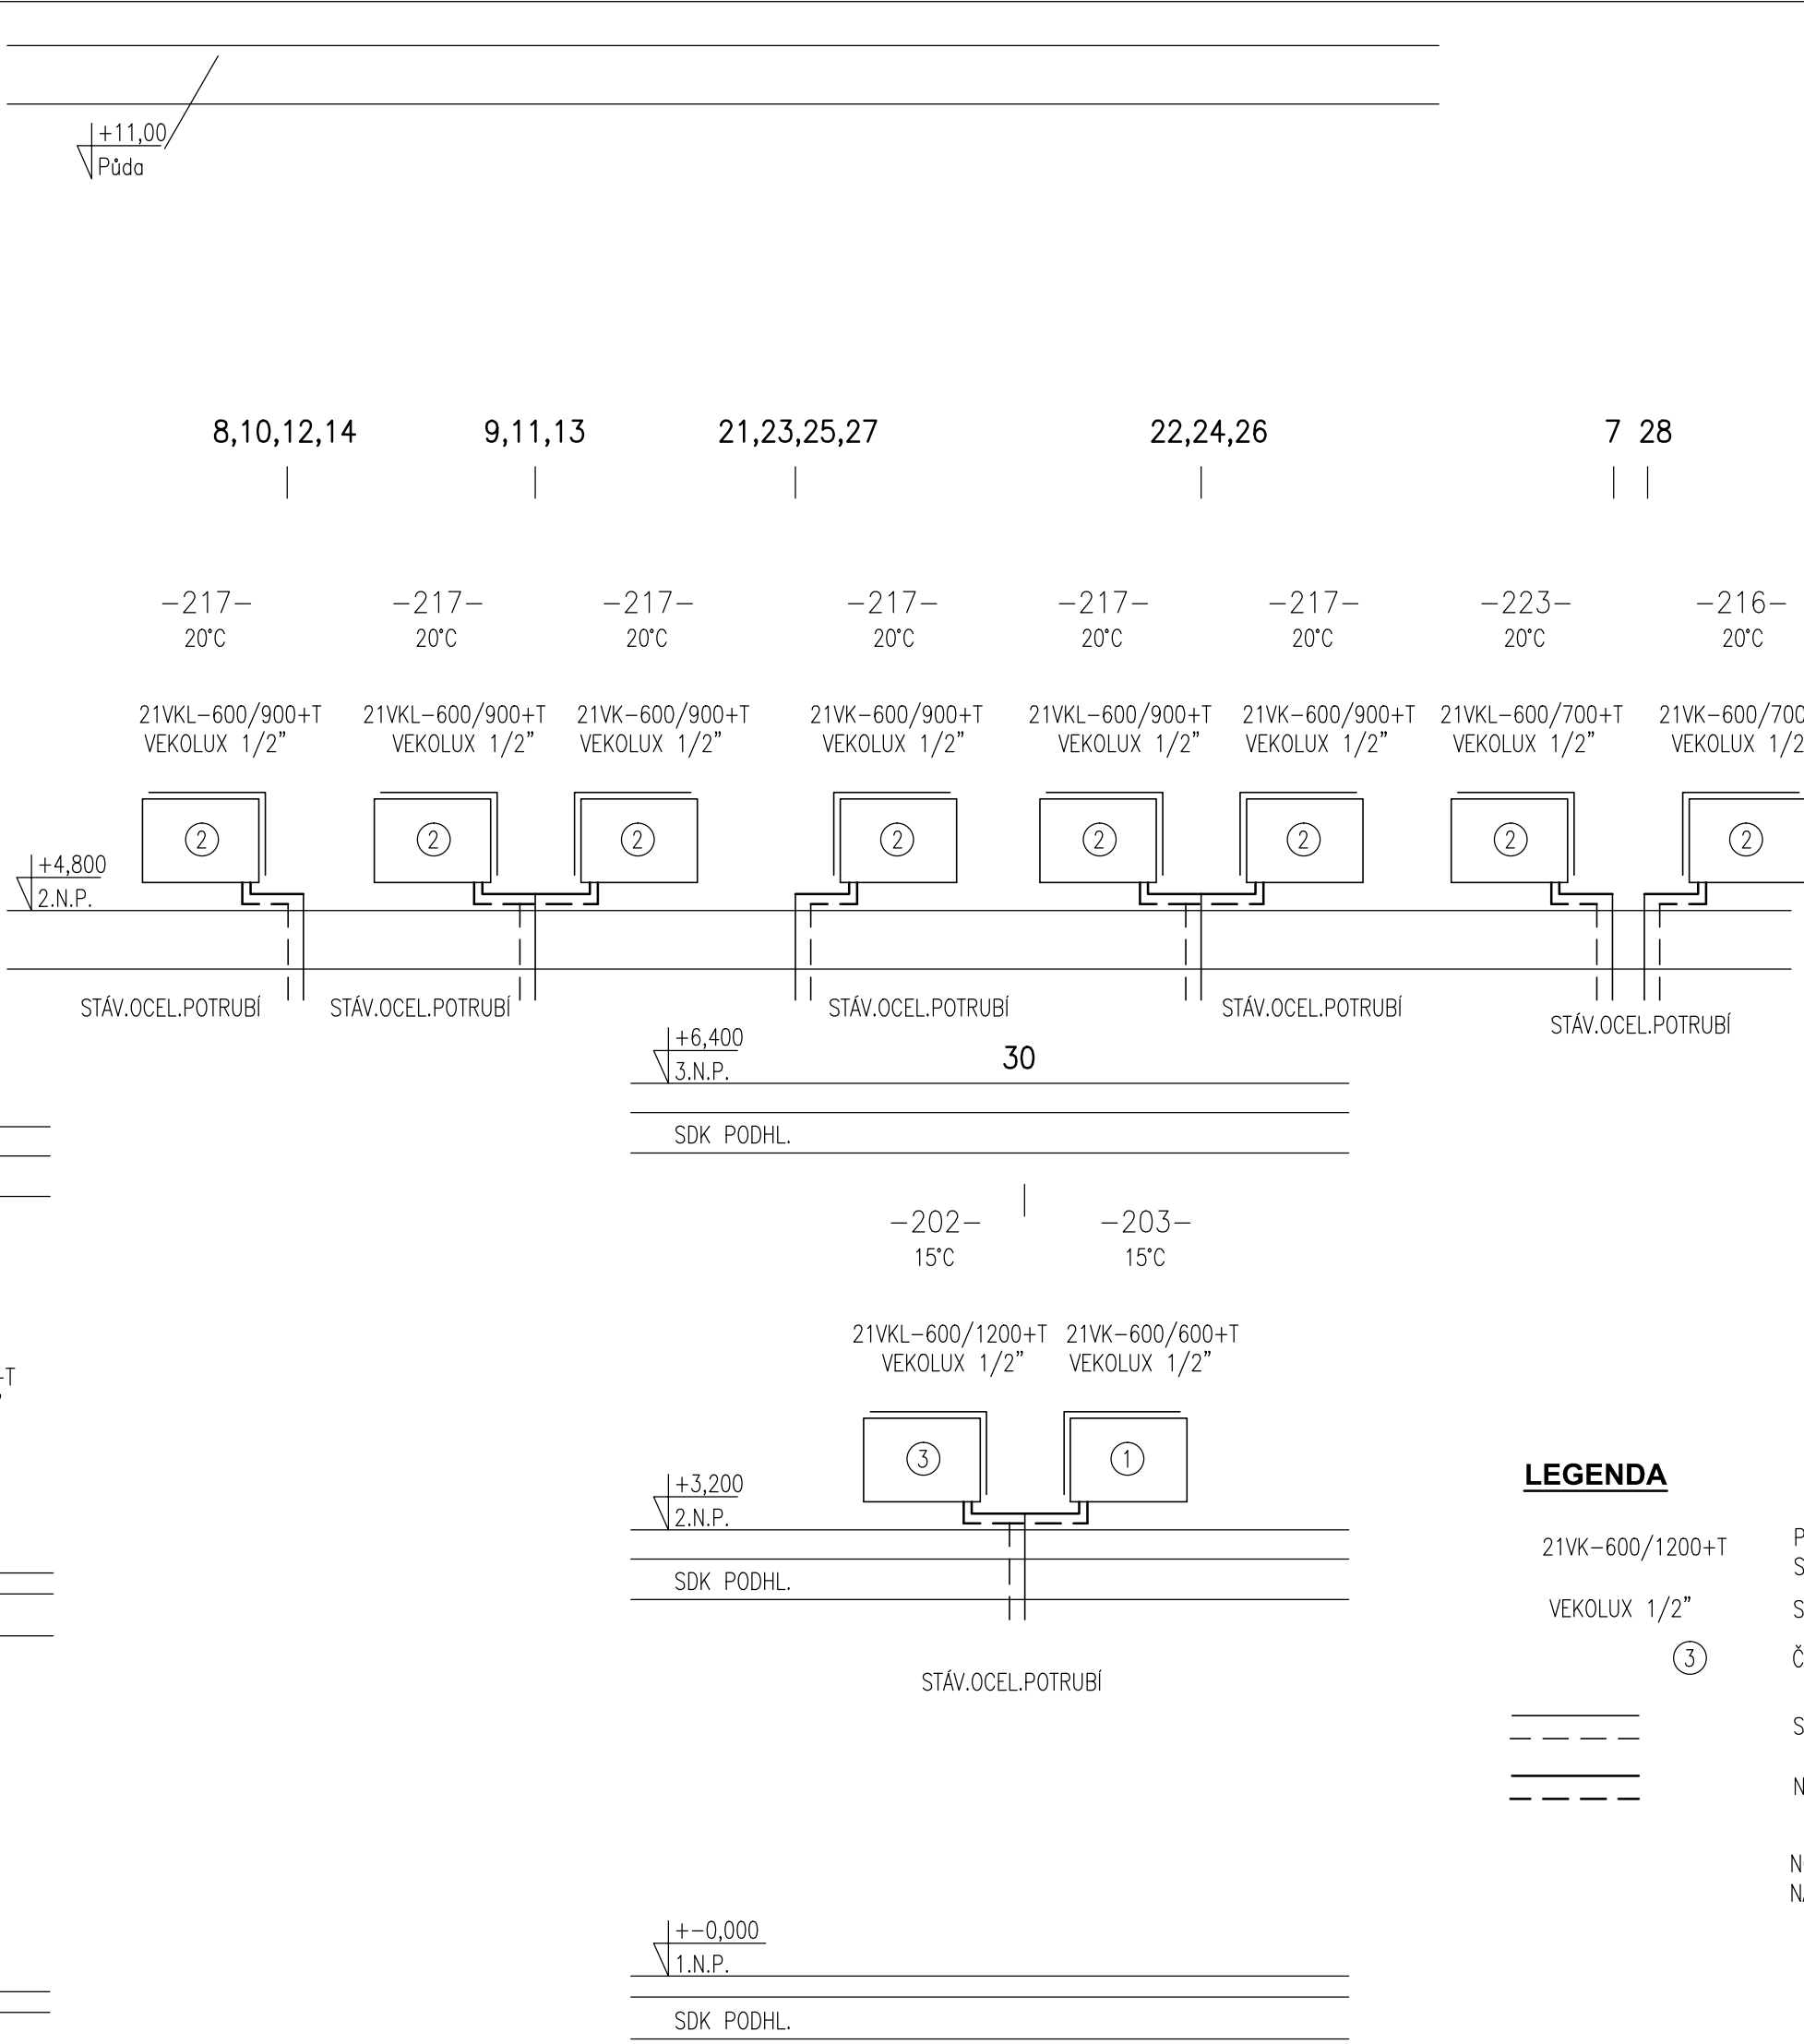 +11,00
Půda
8,10,12,14
9,11,13
21,23,25,27
22,24,26
7 28
-217-
-217-
-217-
-217-
-217-
-217-
-223-
-216-
20°C
20°C
20°C
20°C
20°C
20°C
20°C
20°C
21VKL-600/900+T
21VKL-600/900+T
21VK-600/900+T
21VK-600/900+T
21VKL-600/900+T
21VK-600/900+T
21VKL-600/700+T
21VK-600/700
VEKOLUX 1/2"
VEKOLUX 1/2"
VEKOLUX 1/2"
VEKOLUX 1/2"
VEKOLUX 1/2"
VEKOLUX 1/2"
VEKOLUX 1/2"
VEKOLUX 1/2
2
2
2
2
2
2
2
2
+4,800
2.N.P.
STÁV.OCEL.POTRUBÍ
STÁV.OCEL.POTRUBÍ
STÁV.OCEL.POTRUBÍ
STÁV.OCEL.POTRUBÍ
STÁV.OCEL.POTRUBÍ
+6,400
3.N.P.
30
SDK PODHL.
-202-
-203-
15°C
15°C
21VKL-600/1200+T
21VK-600/600+T
VEKOLUX 1/2"
VEKOLUX 1/2"
+T
3
1
+3,200
2.N.P.
SDK PODHL.
STÁV.OCEL.POTRUBÍ
LEGENDA
21VK-600/1200+T
VEKOLUX 1/2"
3
+-0,000
1.N.P.
SDK PODHL.